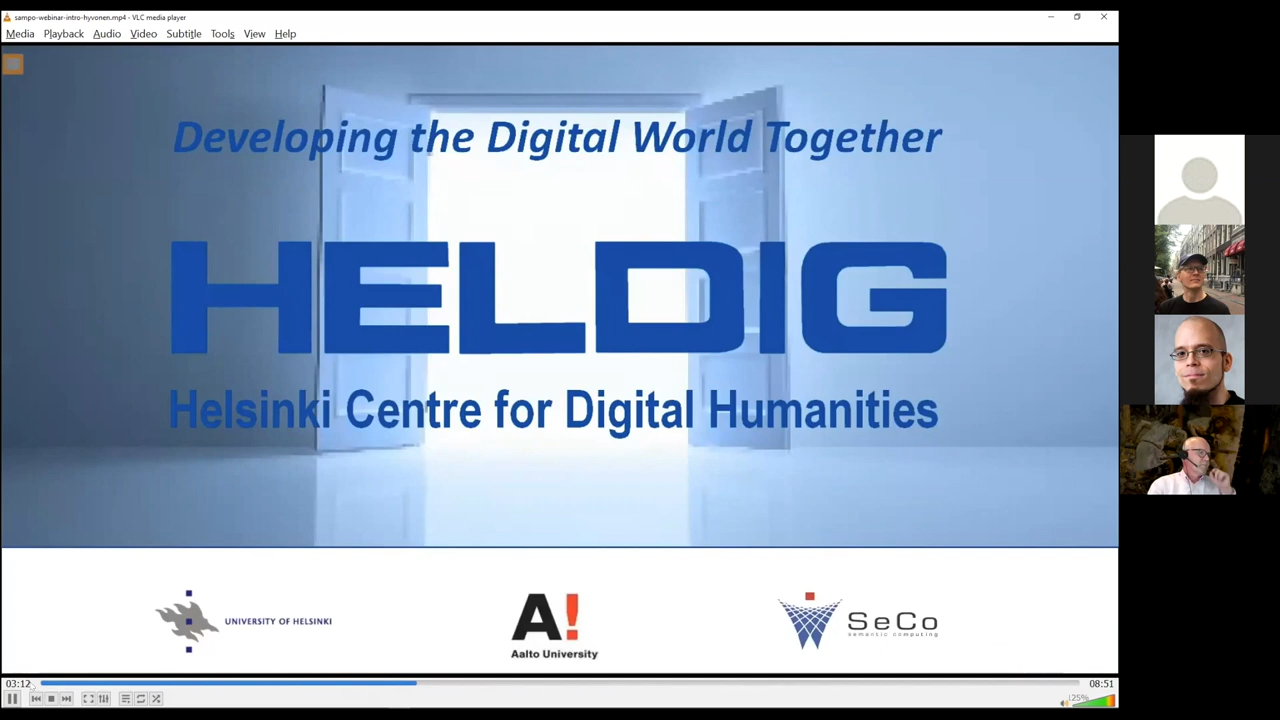 sampo-webinar-intro-hyvonen.mp4 - VLC media player
Media Playback Audio Video Subtitle Tools View Help
Developing the Digital World Together
HELDIG
Helsinki Centre for Digital Humanities
UNIVERSITY OF HELSINKI
A!
Aalto University
SeCo
semantic computing
03:12
08:51
25%